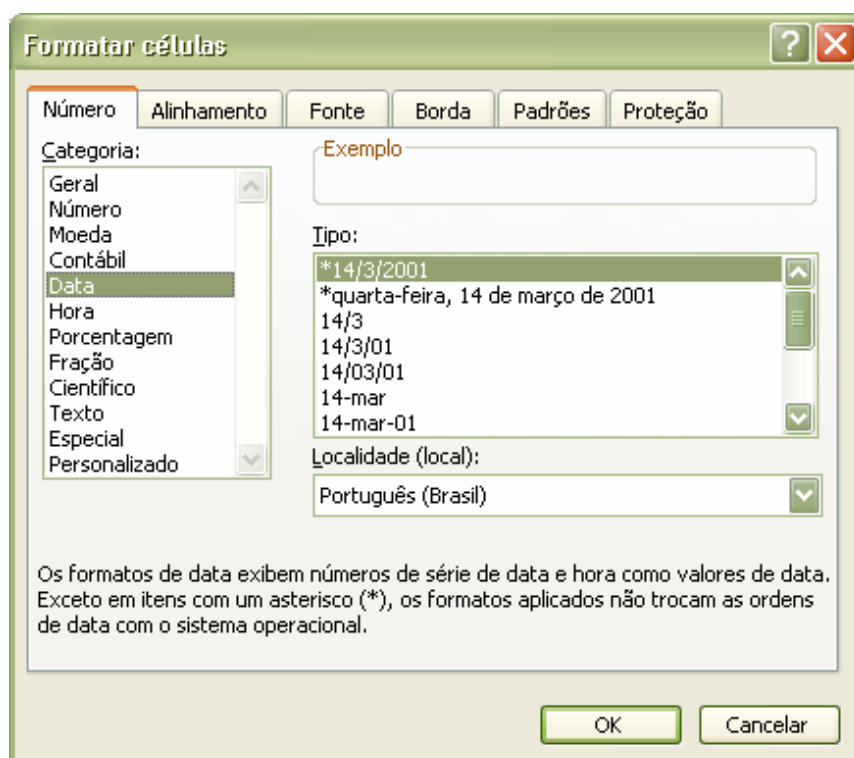 Formatar células
Número Alinhamento Fonte Borda Padrões Proteção
Categoria:
Geral
Número
Moeda
Contábil
Data
Hora
Porcentagem
Fração
Científico
Texto
Especial
Personalizado
Exemplo
Tipo:
*14/3/2001
*quarta-feira, 14 de março de 2001
14/3
14/3/01
14/03/01
14-mar
14-mar-01
Localidade (local):
Português (Brasil)
Os formatos de data exibem números de série de data e hora como valores de data.
Exceto em itens com um asterisco (*), os formatos aplicados não trocam as ordens
de data com o sistema operacional.
OK Cancelar